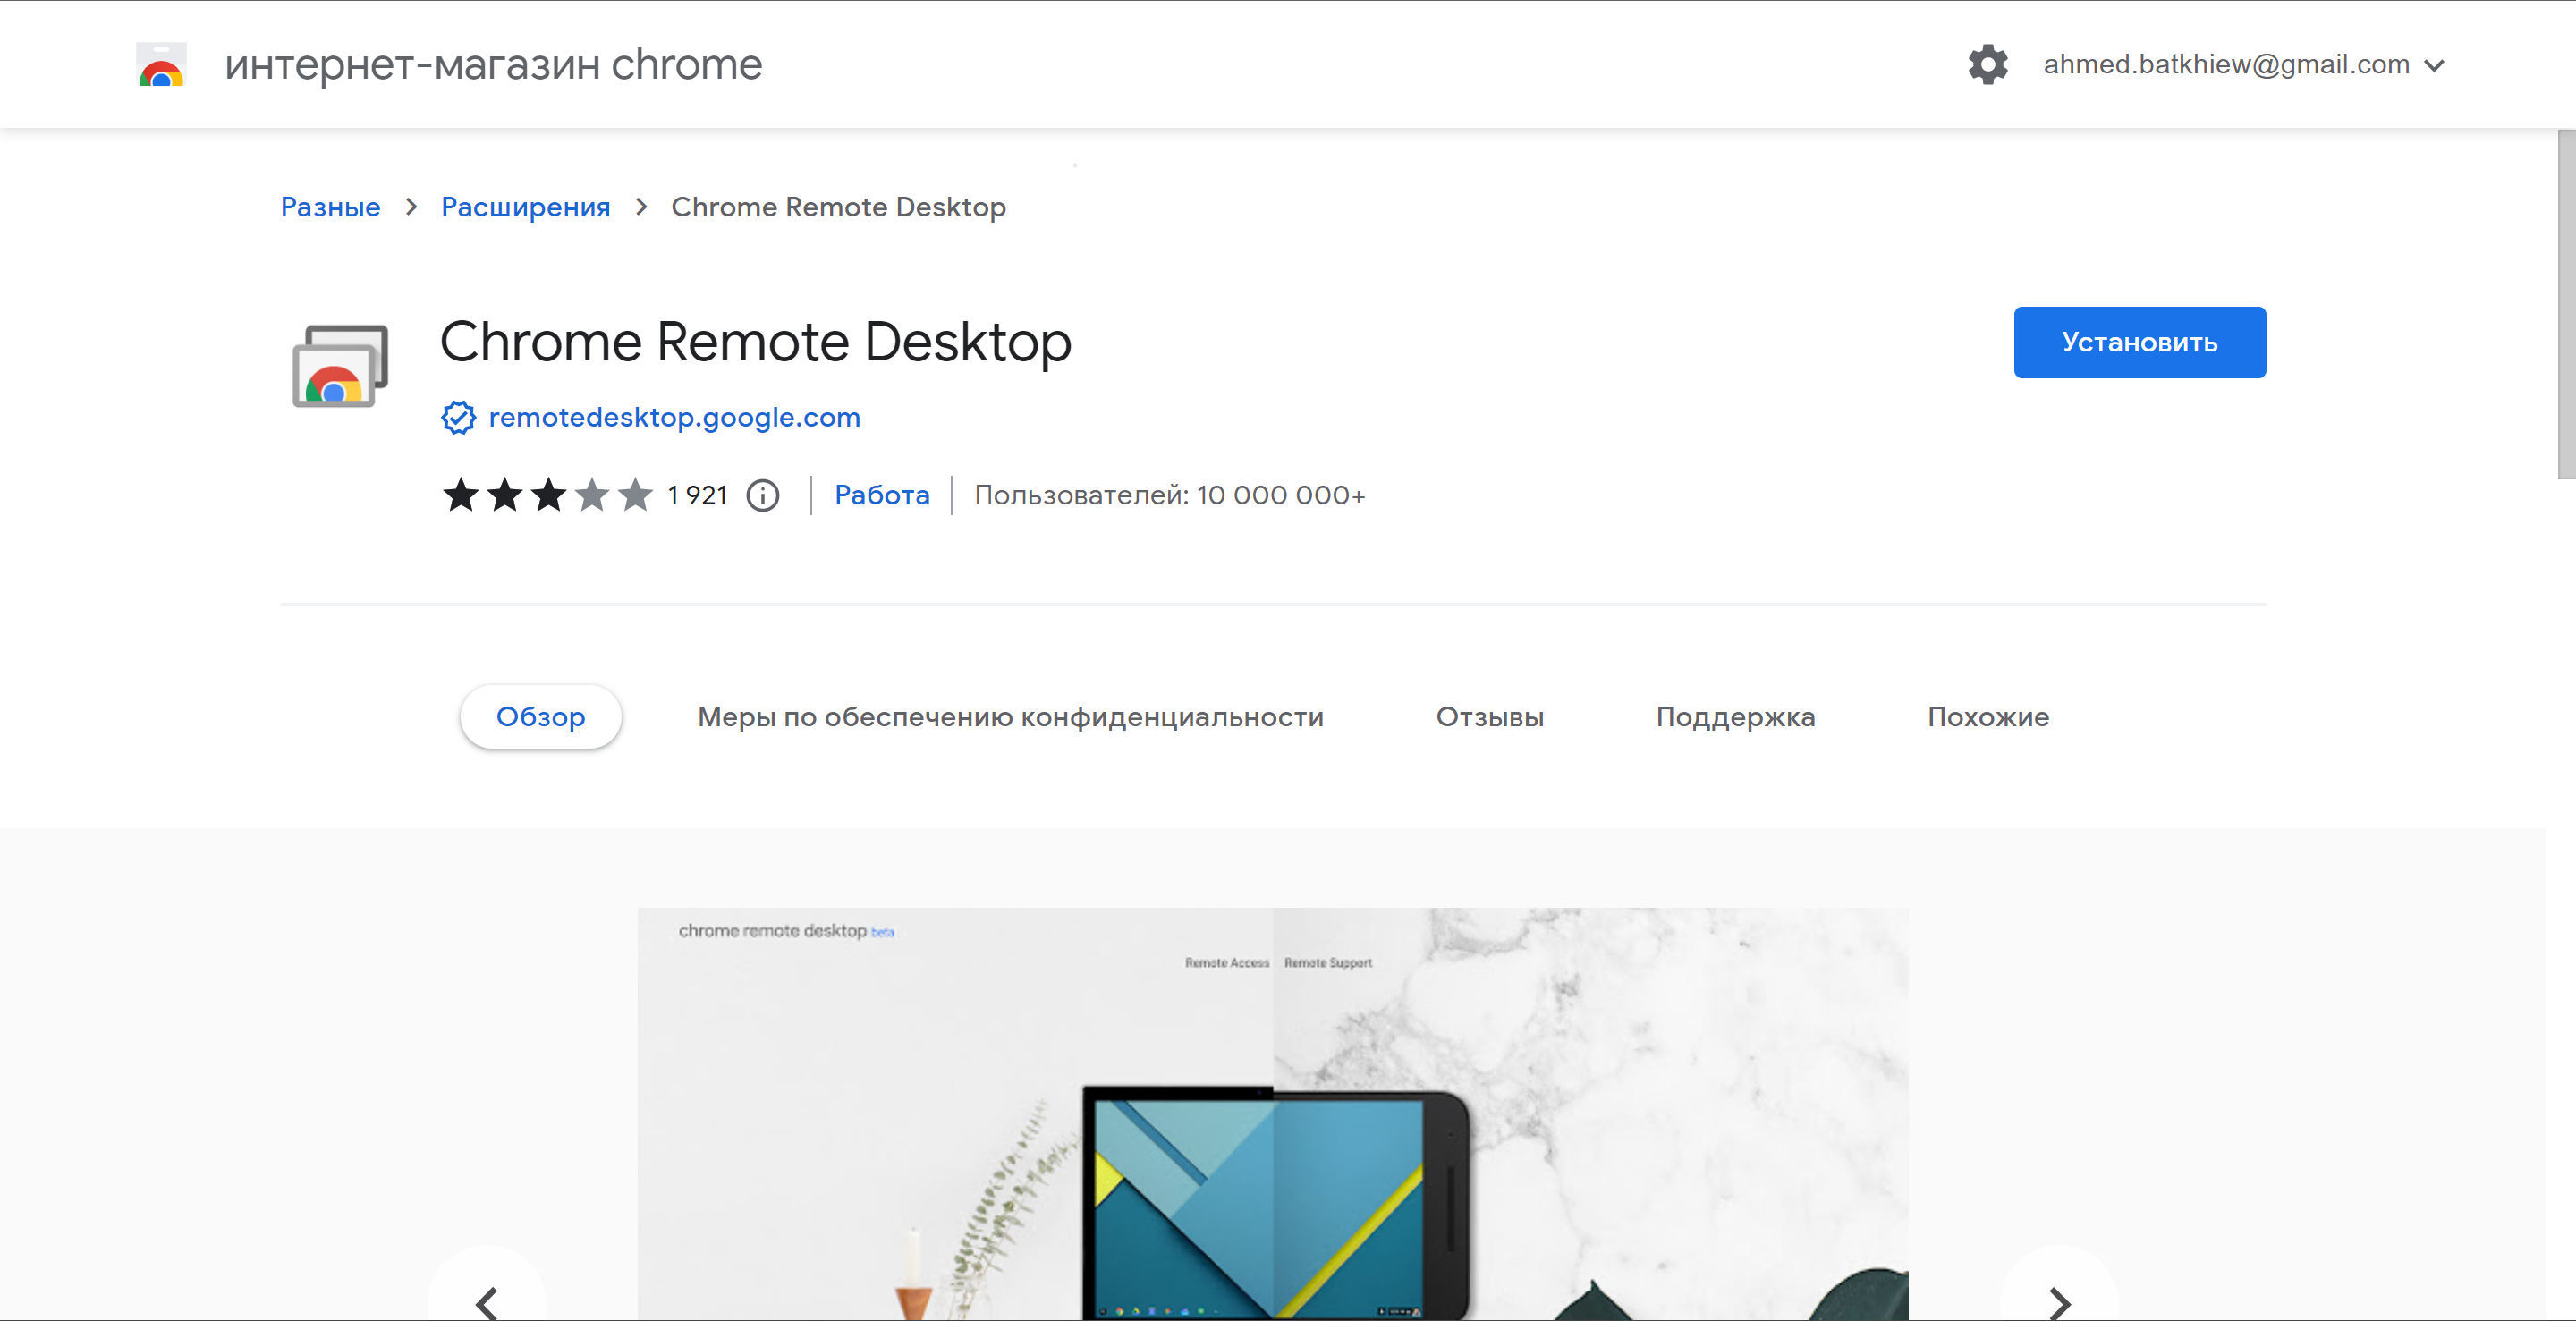 интернет-магазин chrome
ahmed.batkhiew@gmail.com
Разные > Расширения > Chrome Remote Desktop
Chrome Remote Desktop
Установить
remotedesktop.google.com
1 921
Работа
Пользователей: 10 000 000+
Обзор
Меры по обеспечению конфиденциальности
Отзывы
Поддержка
Похожие
chrome remote desktop beta
Remote Access
Remote Support